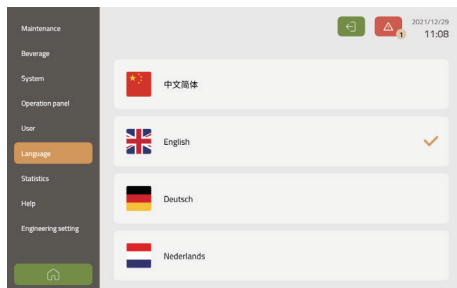 Maintenance
Beverage
System
Operation panel
User
Language
Statistics
Help
Engineering setting
1
2021/12/29
11:08
中文简体
English
Deutsch
Nederlands